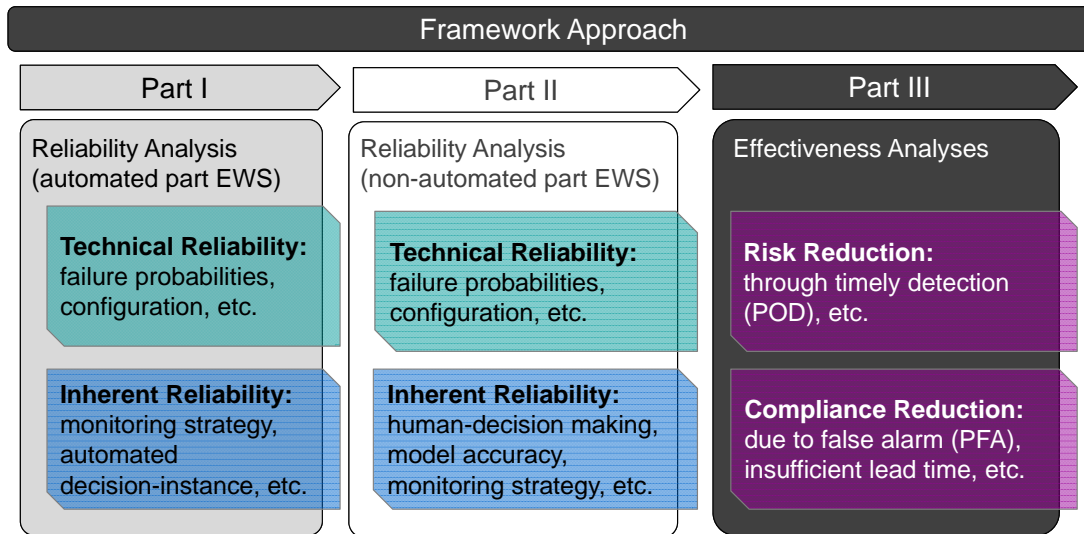 Framework Approach
Part I
Part II
Part III
Reliability Analysis
(automated part EWS)
Technical Reliability:
failure probabilities,
configuration, etc.
Inherent Reliability:
monitoring strategy,
automated
decision-instance, etc.
Reliability Analysis
(non-automated part EWS)
Technical Reliability:
failure probabilities,
configuration, etc.
Inherent Reliability:
human-decision making,
model accuracy,
monitoring strategy, etc.
Effectiveness Analyses
Risk Reduction:
through timely detection
(POD), etc.
Compliance Reduction:
due to false alarm (PFA),
insufficient lead time, etc.